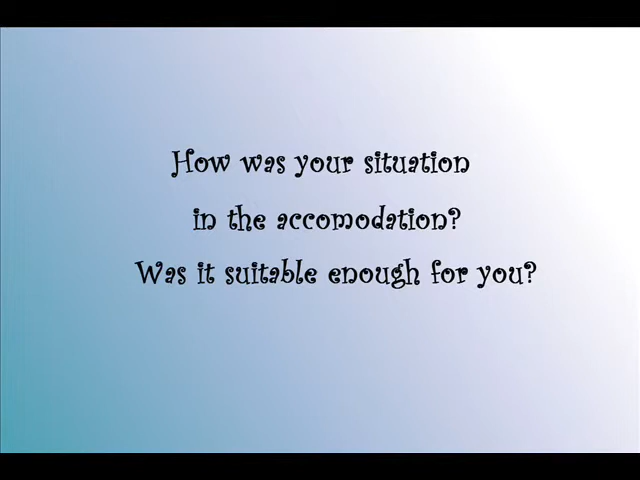 How was your situation
in the accomodation?
Was it suitable enough for you?